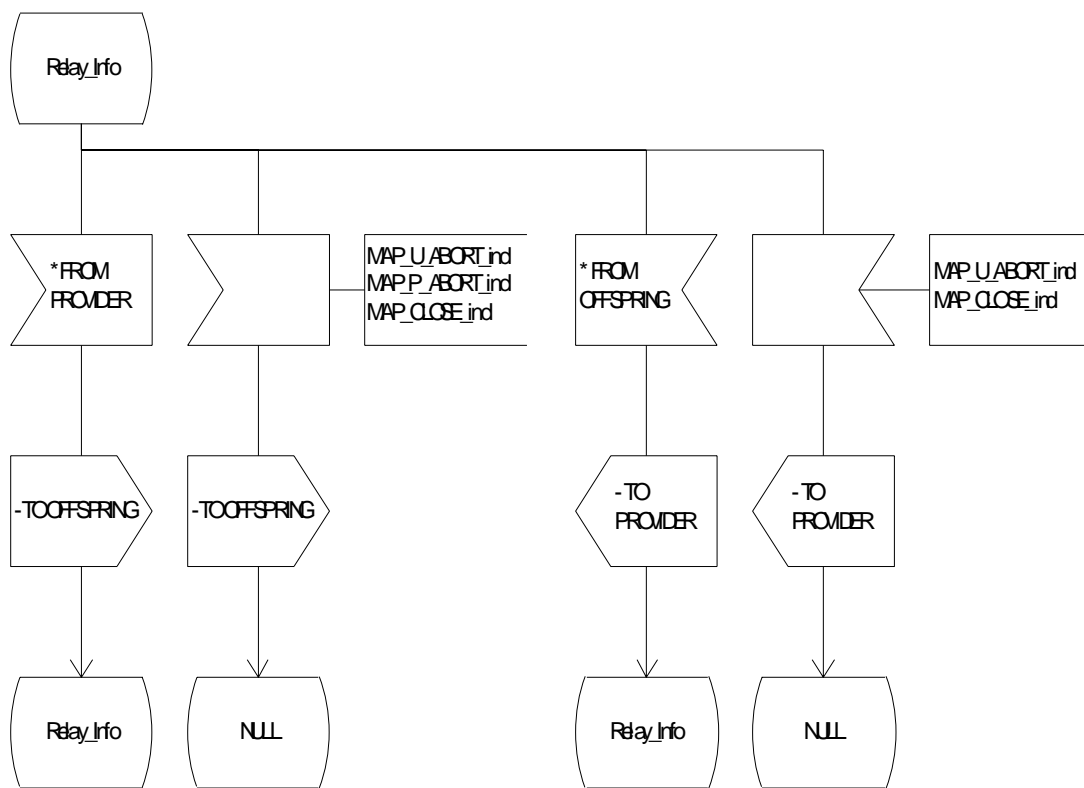 Relay_Info
* FROM
PROVIDER
MAP_U_ABORT_ind
MAP_P_ABORT_ind
MAP_CLOSE_ind
* FROM
OFFSPRING
MAP_U_ABORT_ind
MAP_CLOSE_ind
- TO OFFSPRING
- TO OFFSPRING
- TO
PROVIDER
- TO
PROVIDER
Relay_Info
NULL
Relay_Info
NULL